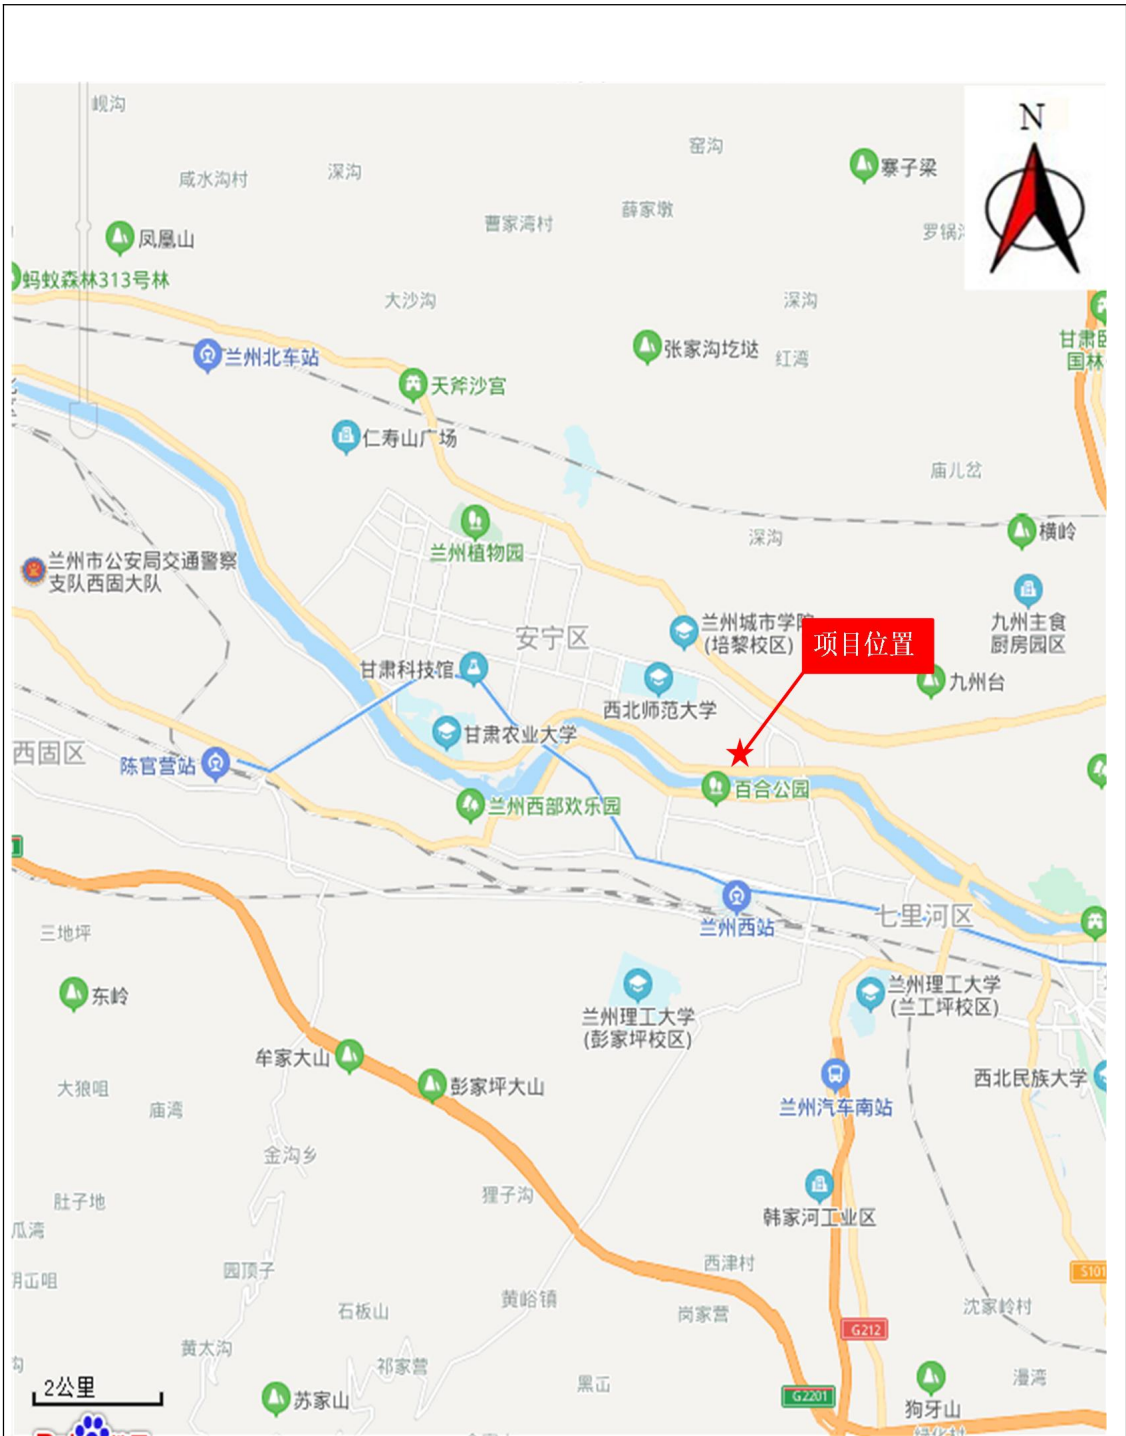 岘沟
N
窑沟
寨子梁
深沟
咸水沟村
薛家墩
曹家湾村
罗锅
凤凰山
蚂蚁森林313号林
大沙沟
深沟
甘肃
国林
张家沟圪垯
红湾
兰州北车站
天斧沙宫
仁寿山广场
庙儿岔
横岭
深沟
兰州植物园
兰州市公安局交通警察
支队西固大队
九州主食
厨房园区
兰州城市学院
(培黎校区)
项目位置
安宁区
甘肃科技馆
九州台
西北师范大学
甘肃农业大学
西固区
陈官营站
百合公园
兰州西部欢乐园
七里河区
兰州西站
三地坪
东岭
兰州理工大学
(兰工坪校区)
兰州理工大学
(彭家坪校区)
牟家大山
西北民族大学
大狼咀
彭家坪大山
庙湾
兰州汽车南站
金沟乡
肚子地
狸子沟
韩家河工业区
瓜湾
西津村
园顶子
S101
黄峪镇
沈家岭村
石板山
岗家营
G212
黄太沟
祁家营
漫湾
2公里
黑山
G2201
苏家山
狗牙山